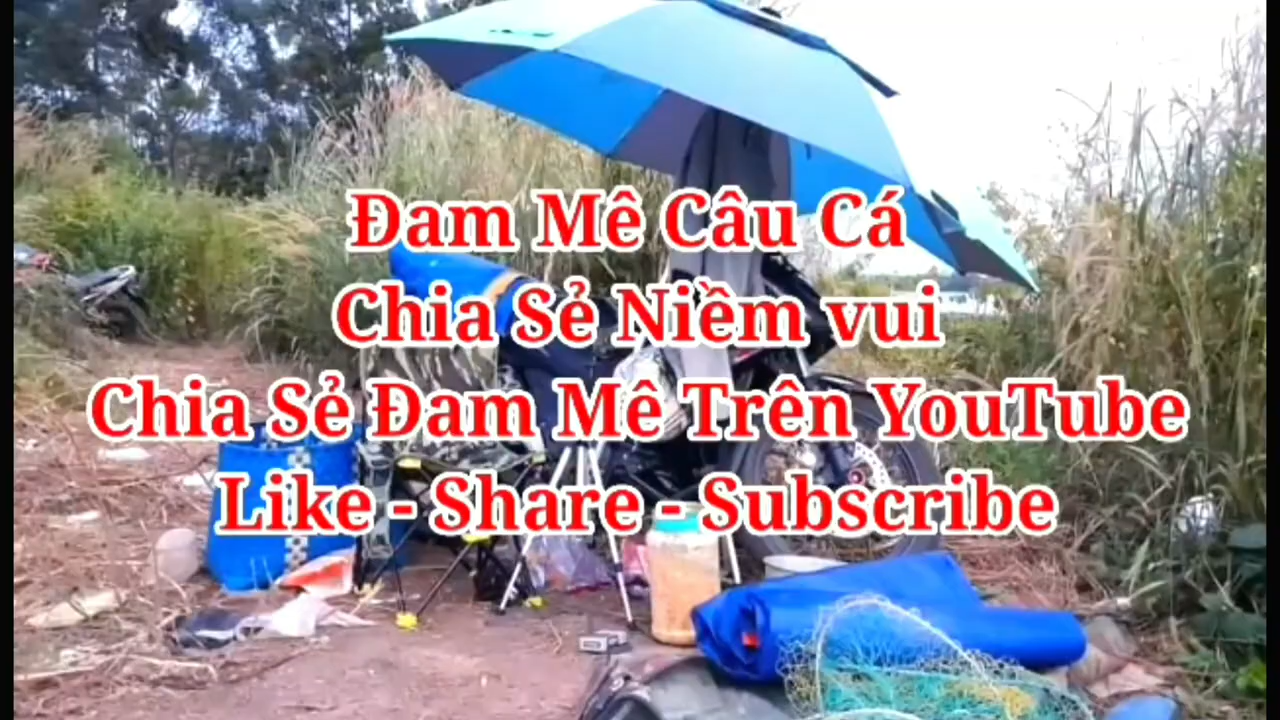 Đam Mê Câu Cá
Chia Sẻ Niềm vui
Chia Sẻ Đam Mê Trên YouTube
Like - Share - Subscribe